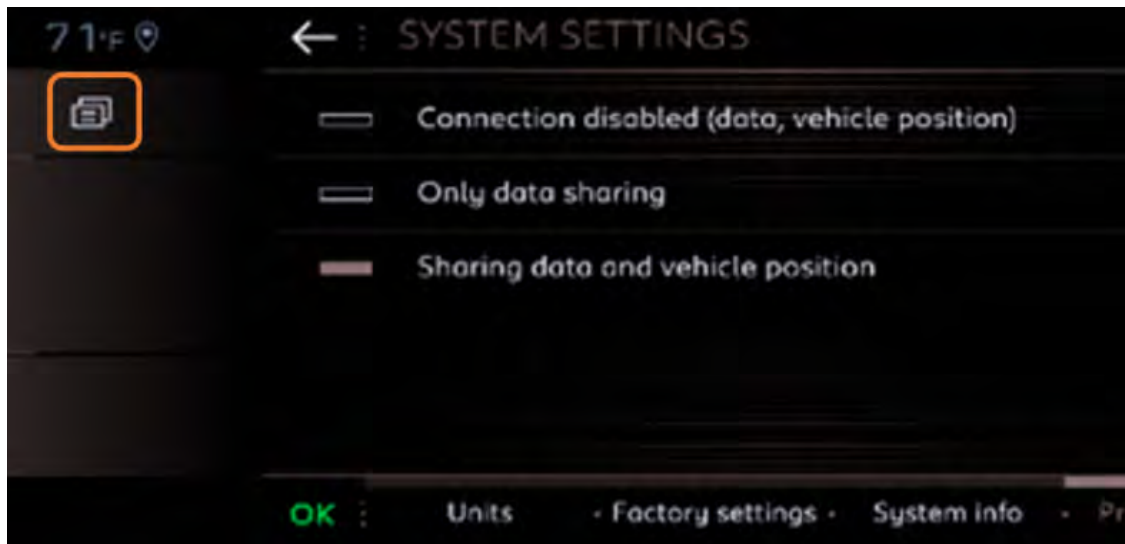 71°F
SYSTEM SETTINGS
Connection disabled (data, vehicle position)
Only data sharing
Sharing data and vehicle position
OK Units Factory settings System info